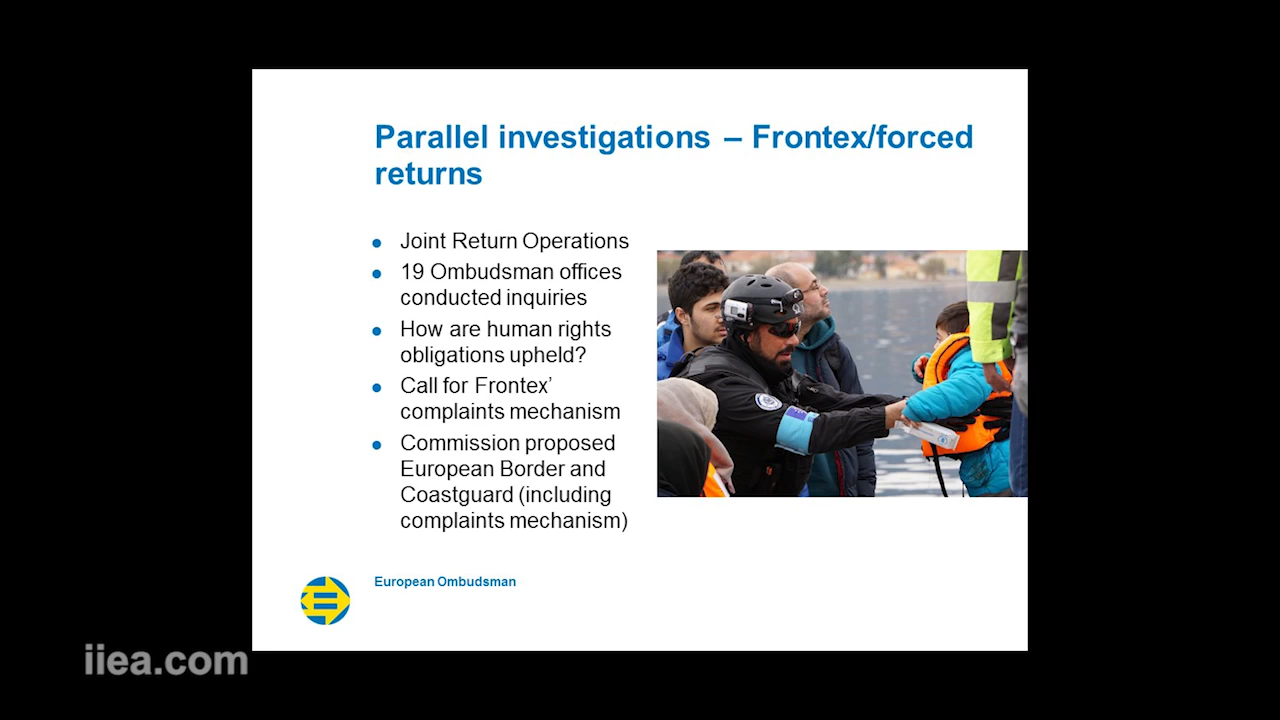 Parallel investigations – Frontex/forced
returns
● Joint Return Operations
● 19 Ombudsman offices
conducted inquiries
● How are human rights
obligations upheld?
● Call for Frontex’
complaints mechanism
● Commission proposed
European Border and
Coastguard (including
complaints mechanism)
European Ombudsman
iiea.com